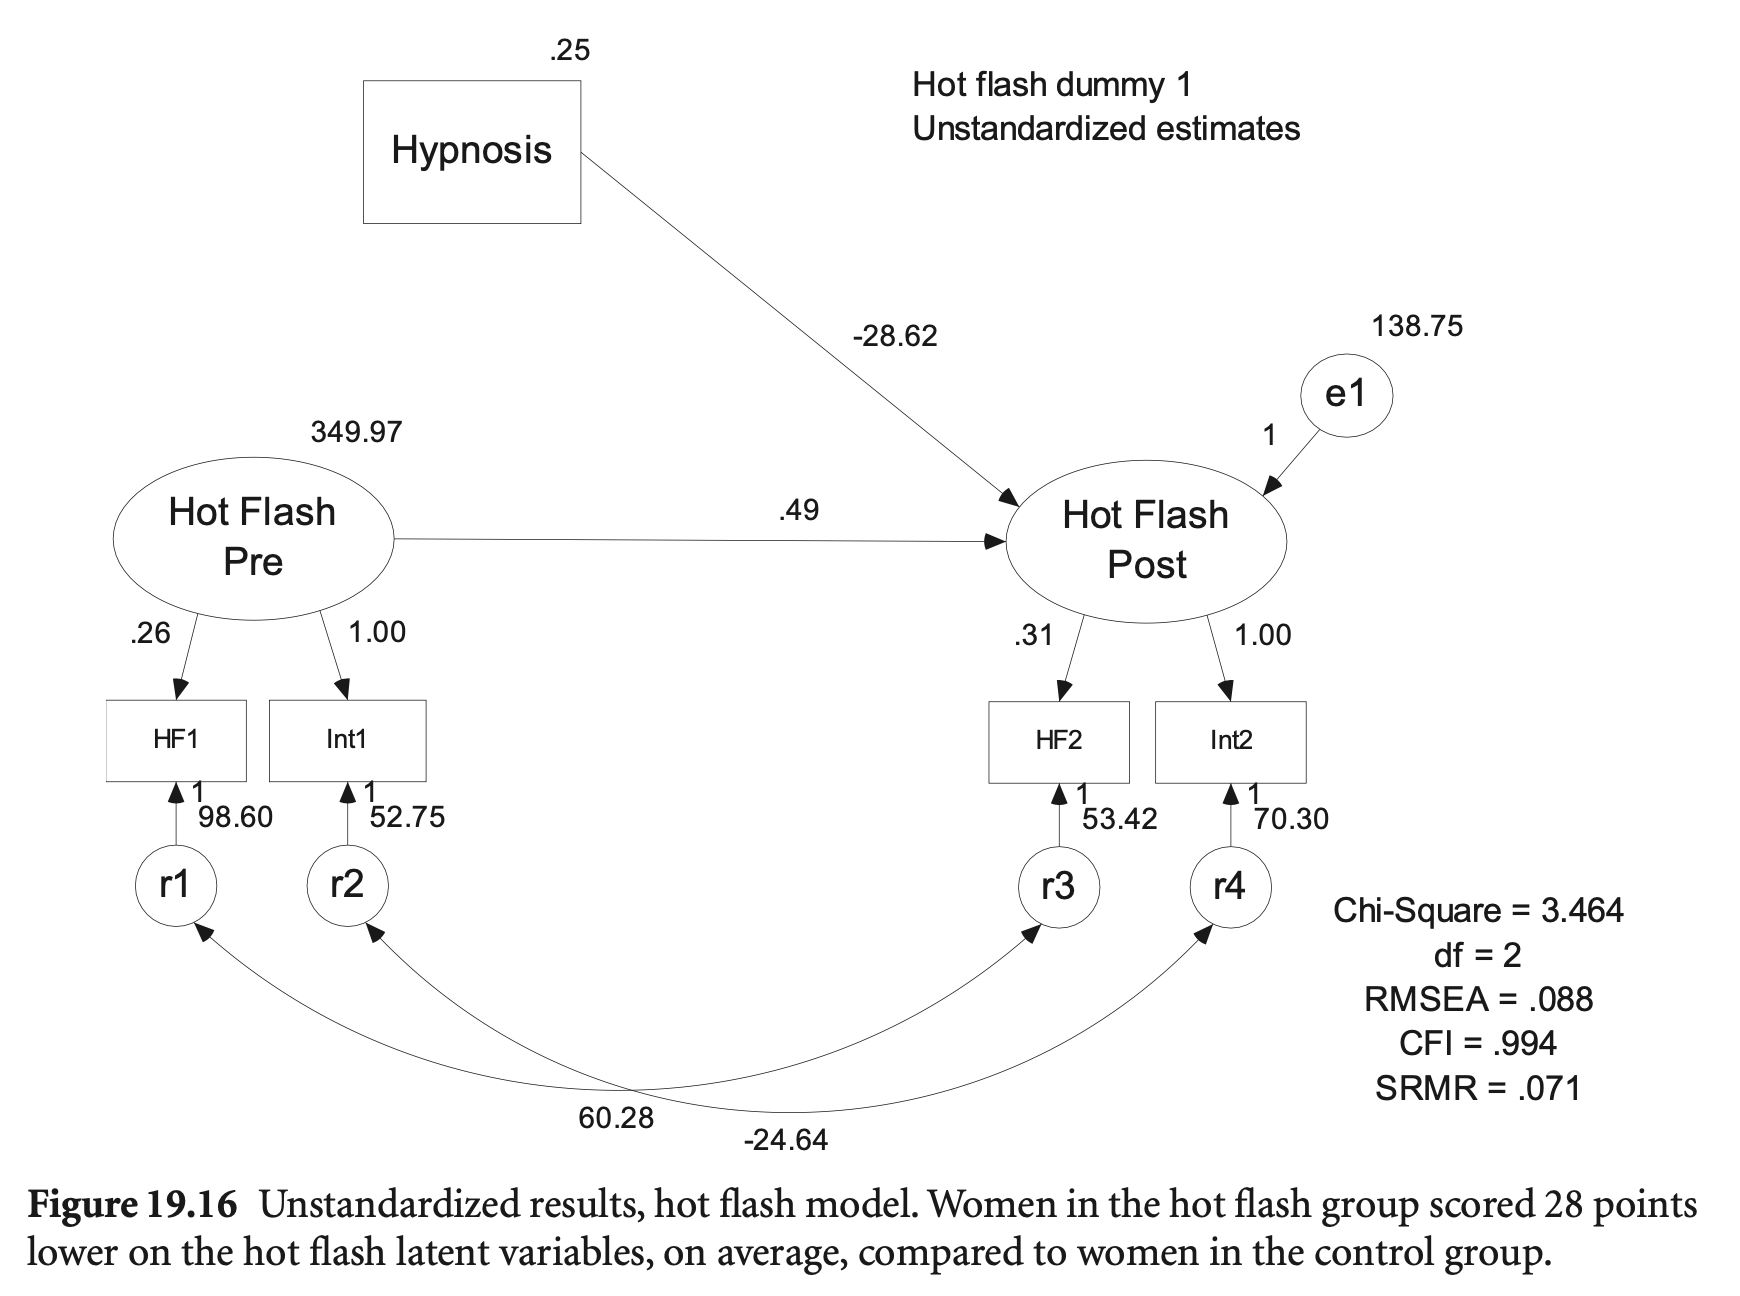 .25
Hypnosis
Hot flash dummy 1
Unstandardized estimates
-28.62
138.75
e1
1
349.97
Hot Flash
Pre
.49
Hot Flash
Post
.26
1.00
.31
1.00
HF1
Int1
HF2
Int2
1
98.60
1
52.75
1
53.42
1
70.30
r1
r2
r3
r4
60.28
-24.64
Chi-Square = 3.464
df = 2
RMSEA = .088
CFI = .994
SRMR = .071
Figure 19.16 Unstandardized results, hot flash model. Women in the hot flash group scored 28 points
lower on the hot flash latent variables, on average, compared to women in the control group.